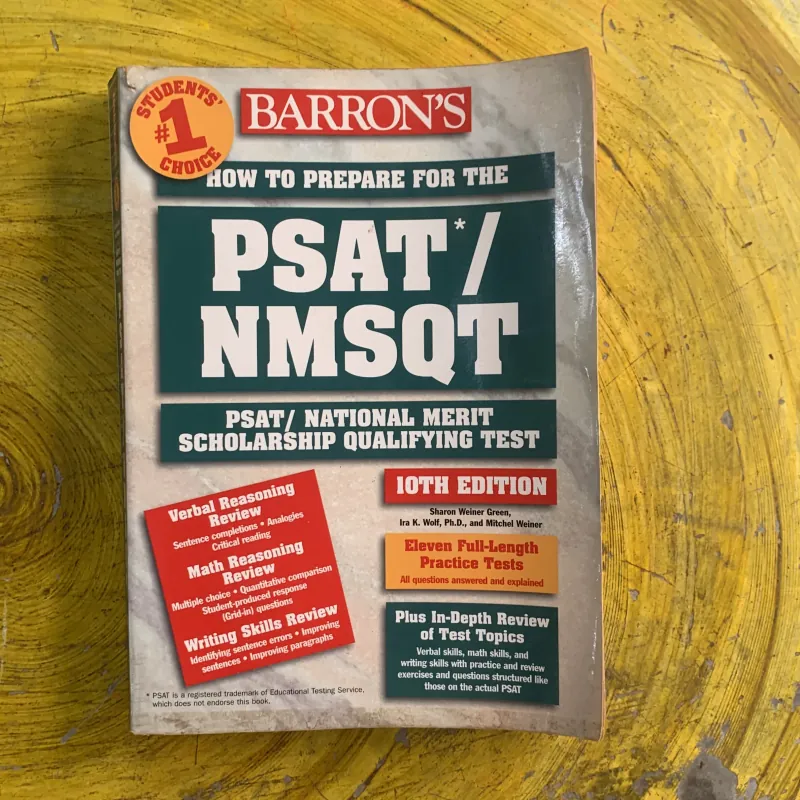 STUDENTS'
#1
CHOICE
BARRON'S
HOW TO PREPARE FOR THE
PSAT*/
NMSQT
PSAT/ NATIONAL MERIT
SCHOLARSHIP QUALIFYING TEST
10TH EDITION
Sharon Weiner Green,
Ira K. Wolf, Ph.D., and Mitchel Weiner
Verbal Reasoning
Review
Sentence completions • Analogies
Critical reading
Math Reasoning
Review
Multiple choice • Quantitative comparison
Student-produced response
(Grid-in) questions
Writing Skills Review
Identifying sentence errors • Improving
sentences • Improving paragraphs
Eleven Full-Length
Practice Tests
All questions answered and explained
Plus In-Depth Review
of Test Topics
Verbal skills, math skills, and
writing skills with practice and review
exercises and questions structured like
those on the actual PSAT
* PSAT is a registered trademark of Educational Testing Service,
which does not endorse this book.